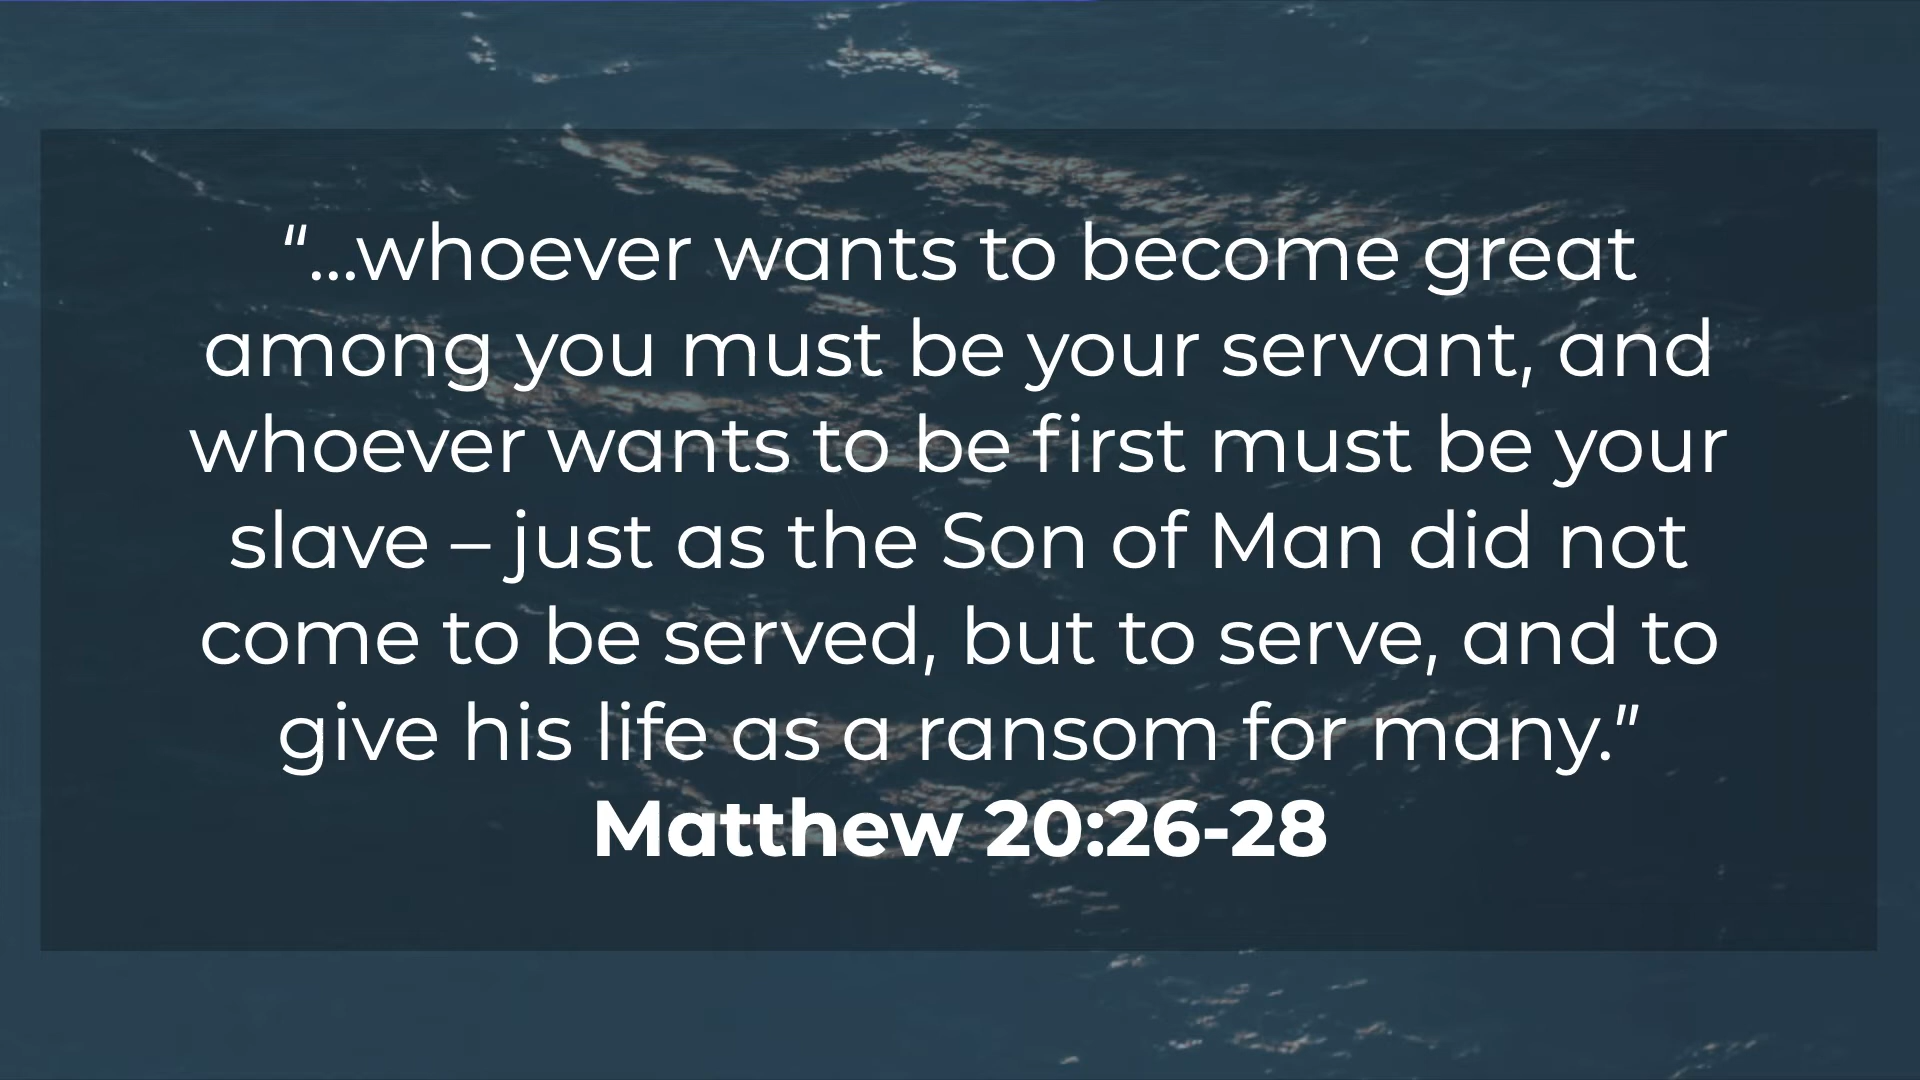 “...whoever wants to become great
among you must be your servant, and
whoever wants to be first must be your
slave – just as the Son of Man did not
come to be served, but to serve, and to
give his life as a ransom for many.”
Matthew 20:26-28